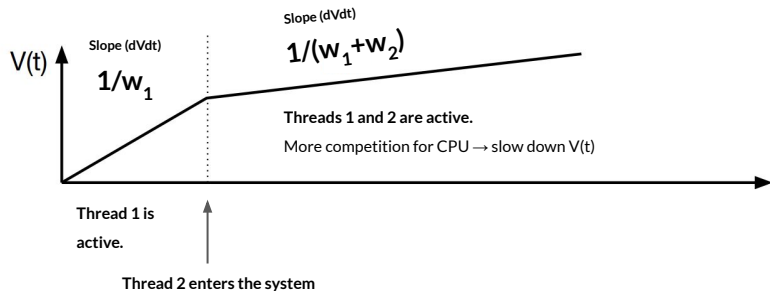 Slope (dVdt)
1/(w₁+w₂)
Slope (dVdt)
1/w₁
V(t)
Threads 1 and 2 are active.
More competition for CPU → slow down V(t)
Thread 1 is
active.
Thread 2 enters the system